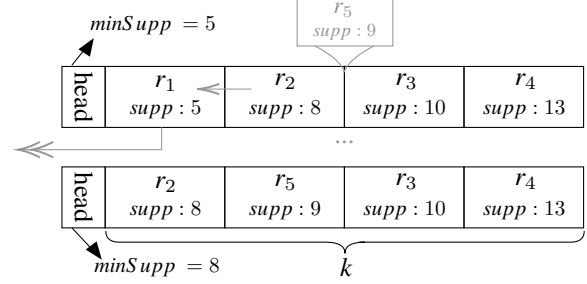 r5
supp : 9
minSupp = 5
head
r1 r2 r3 r4
supp : 5 supp : 8 supp : 10 supp : 13
...
head
r2 r5 r3 r4
supp : 8 supp : 9 supp : 10 supp : 13
minSupp = 8
k